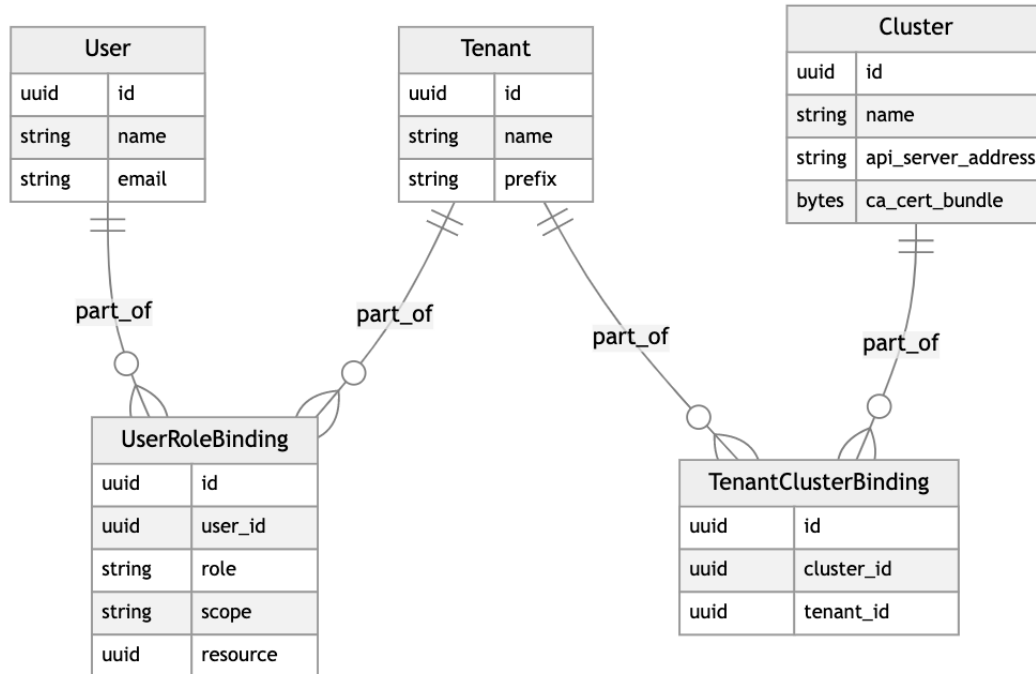 User
uuid id
string name
string email
Tenant
uuid id
string name
string prefix
Cluster
uuid id
string name
string api_server_address
bytes ca_cert_bundle
part_of
part_of
part_of
part_of
UserRoleBinding
uuid id
uuid user_id
string role
string scope
uuid resource
TenantClusterBinding
uuid id
uuid cluster_id
uuid tenant_id